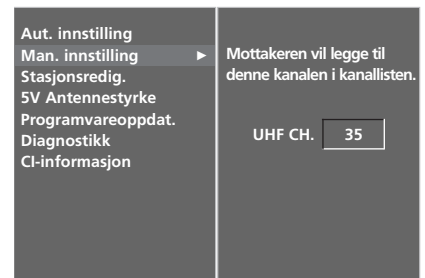 Aut. innstilling
Man. innstilling ►
Stasjonsredig.
5V Antennestyrke
Programvareoppdat.
Diagnostikk
CI-informasjon
Mottakeren vil legge til
denne kanalen i kanallisten.
UHF CH. 35